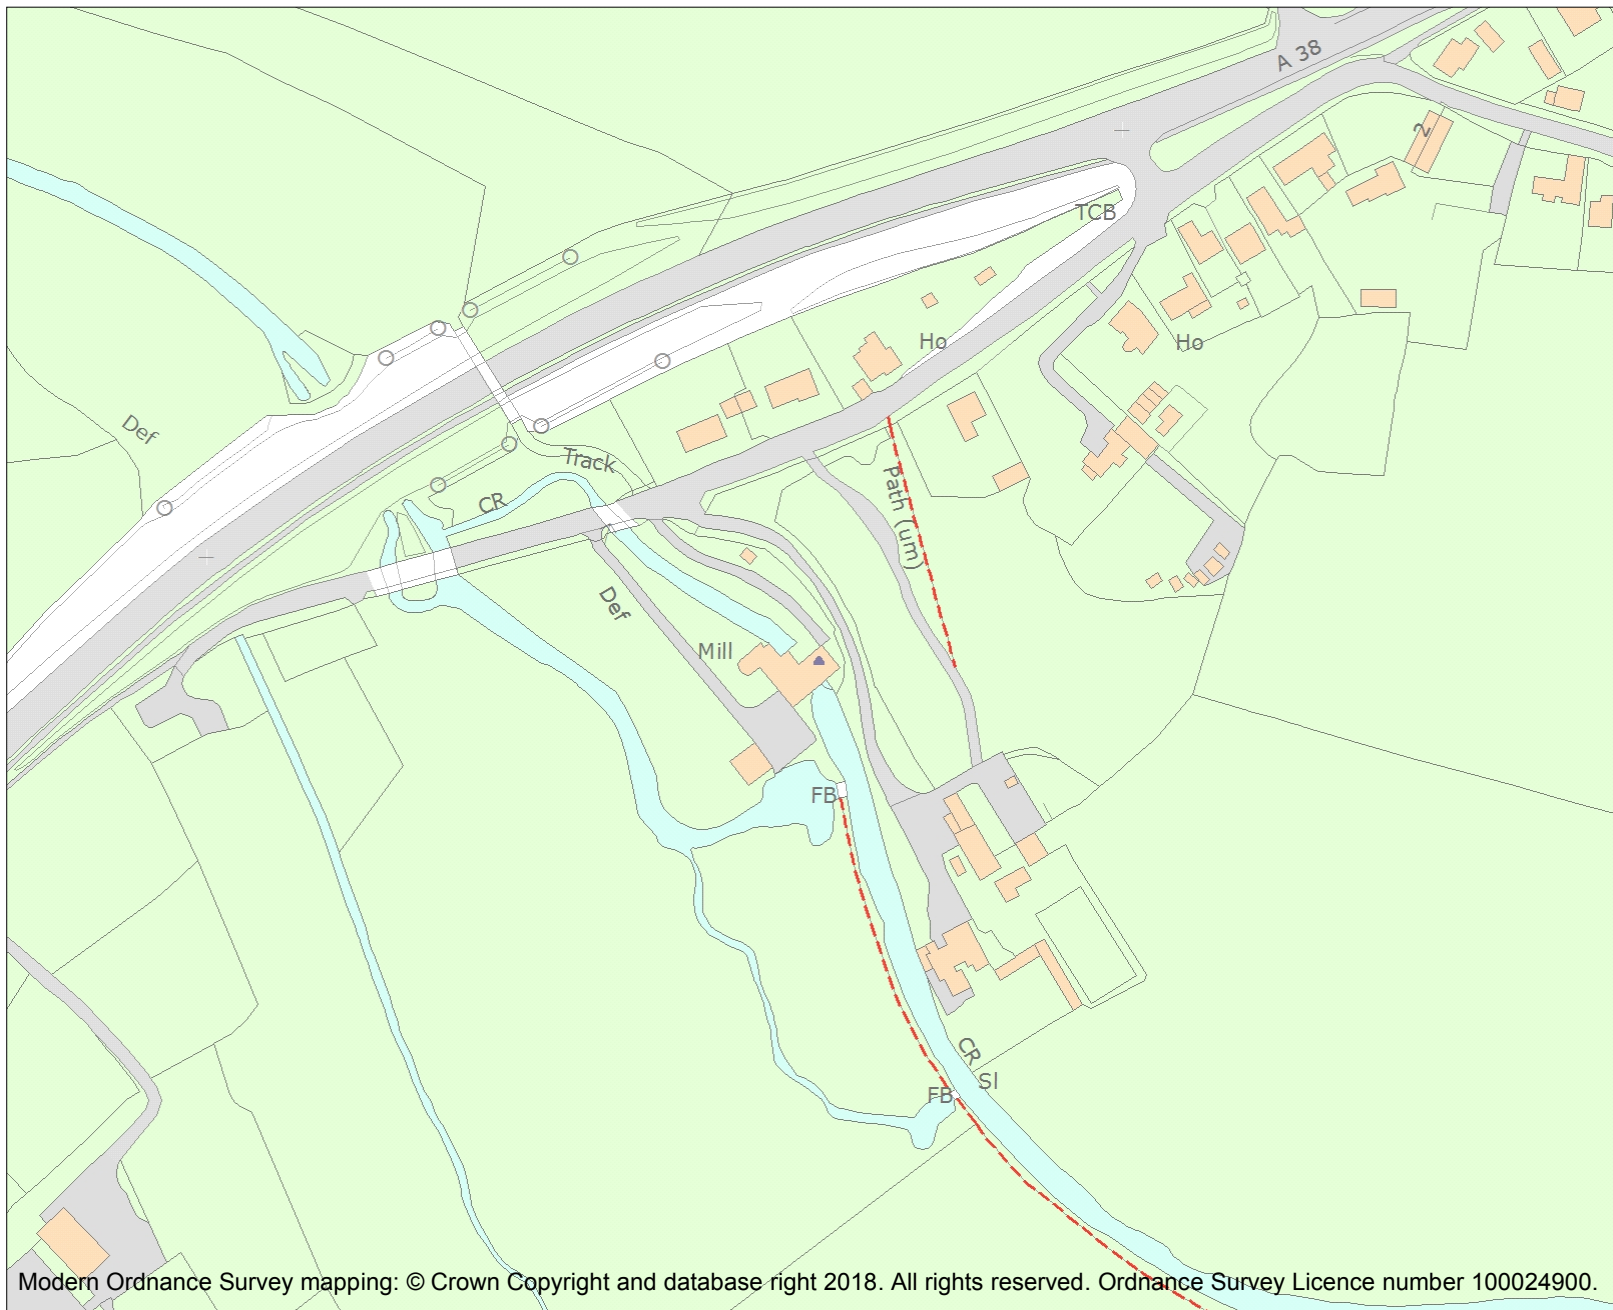 A 38
2
TCB
Ho
Ho
Def
Track
CR
Path (um)
Def
Mill
FB
CR
Sl
FB
Modern Ordnance Survey mapping: © Crown Copyright and database right 2018. All rights reserved. Ordnance Survey Licence number 100024900.